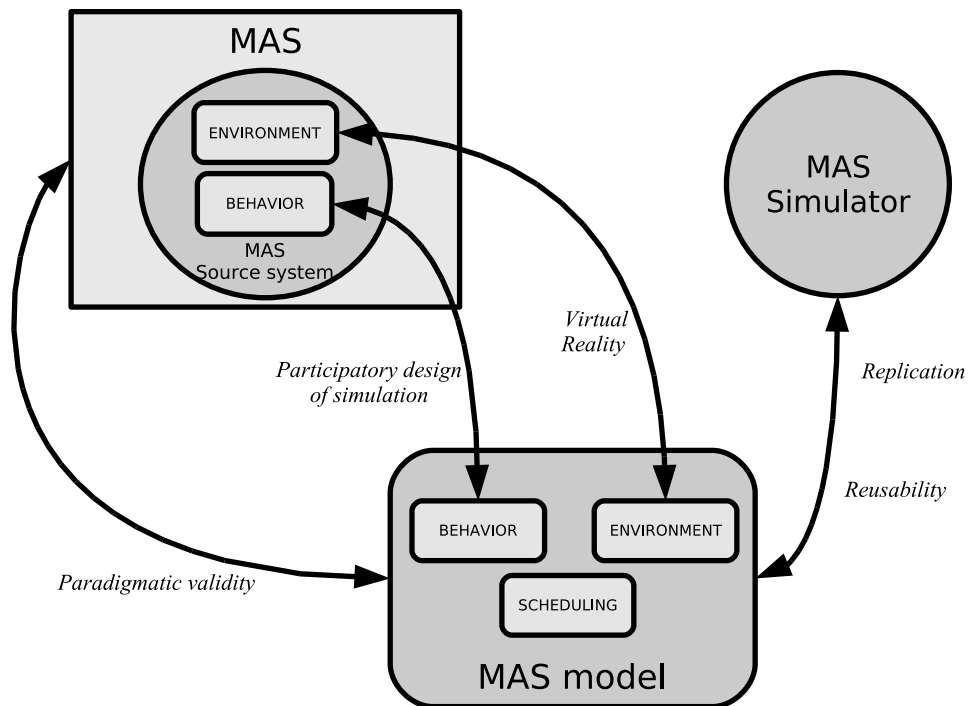 MAS
ENVIRONMENT
BEHAVIOR
MAS
Source system
MAS
Simulator
Virtual
Reality
Participatory design
of simulation
Replication
Reusability
Paradigmatic validity
BEHAVIOR
ENVIRONMENT
SCHEDULING
MAS model